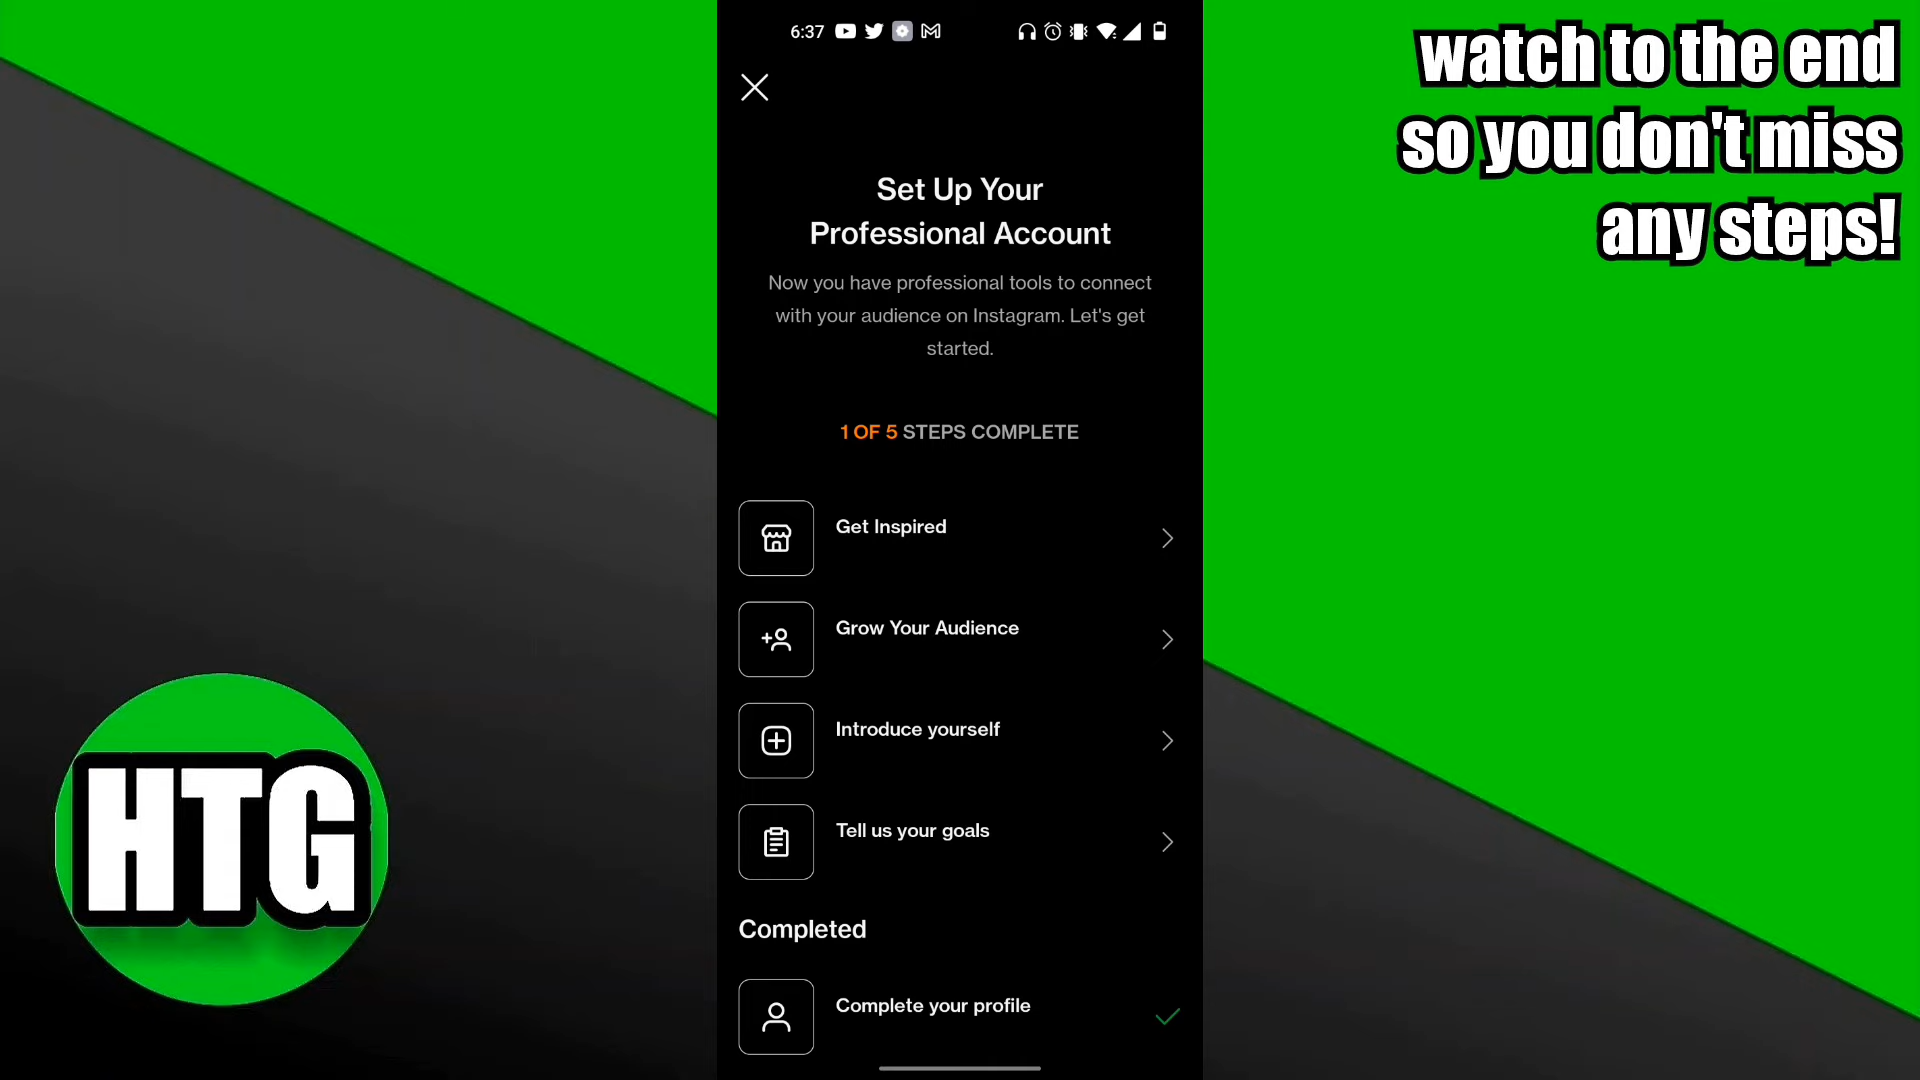 6:37
watch to the end
so you don't miss
any steps!
Set Up Your
Professional Account
Now you have professional tools to connect
with your audience on Instagram. Let's get
started.
1 OF 5 STEPS COMPLETE
Get Inspired
Grow Your Audience
Introduce yourself
Tell us your goals
Completed
Complete your profile
HTG